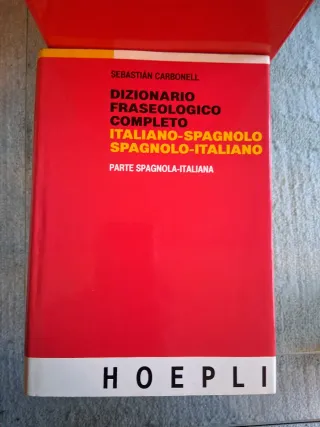 SEBASTIÁN CARBONELL
DIZIONARIO
FRASEOLOGICO
COMPLETO
ITALIANO-SPAGNOLO
SPAGNOLO-ITALIANO
PARTE SPAGNOLA-ITALIANA
HOEPLI